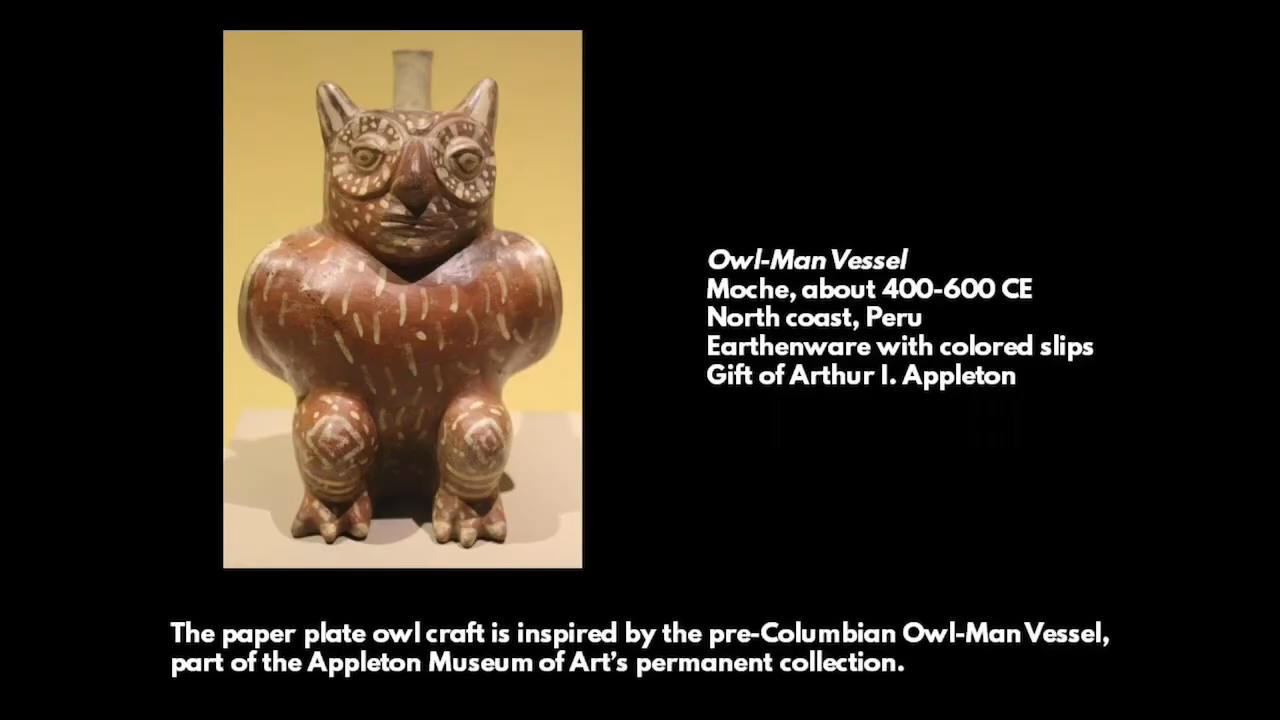 Owl-Man Vessel
Moche, about 400-600 CE
North coast, Peru
Earthenware with colored slips
Gift of Arthur I. Appleton
The paper plate owl craft is inspired by the pre-Columbian Owl-Man Vessel,
part of the Appleton Museum of Art's permanent collection.